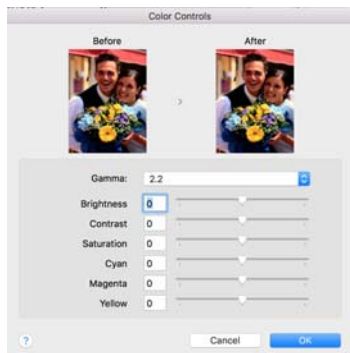 Color Controls
Before After
>
Gamma: 2.2
Brightness 0
Contrast 0
Saturation 0
Cyan 0
Magenta 0
Yellow 0
? Cancel OK